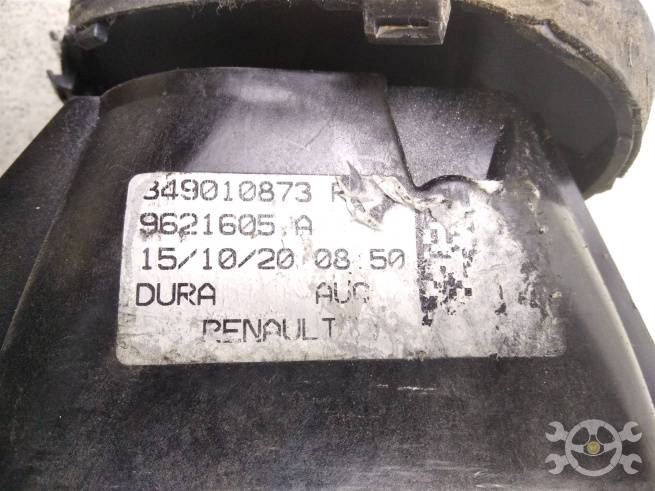 349010873 R
9621605 A
15/10/20 08:50
DURA AUC
RENAULT